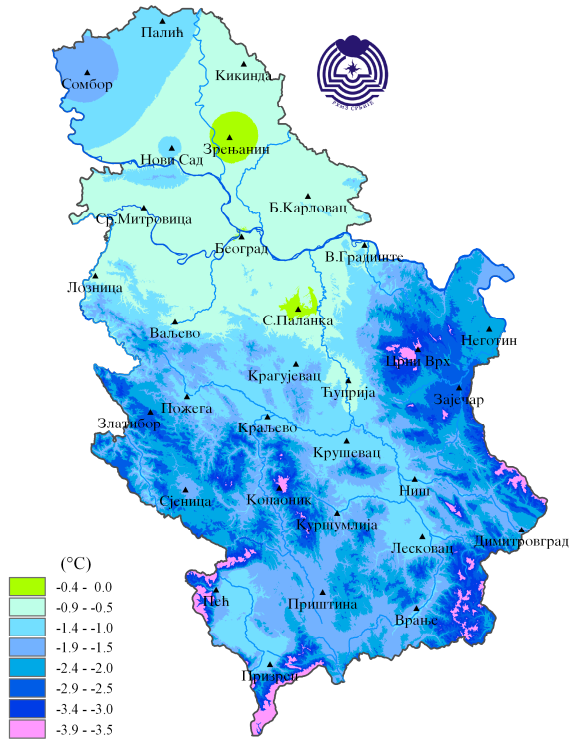 Палић
Кикинда
Сомбор
Зрењанин
Нови Сад
Б.Карловац
Ср.Митровица
Београд
В.Градиште
Лозница
С.Паланка
Ваљево
Неготин
Црни Врх
Крагујевац
Ћуприја
Зајечар
Пожега
Златибор
Краљево
Крушевац
Ниш
Сјеница
Копаоник
Куршумлија
Димитровград
Лесковац
Пећ
Приштина
Врање
Призрен
РХМЗ СРБИЈЕ
(°C)
-0.4 - 0.0
-0.9 - -0.5
-1.4 - -1.0
-1.9 - -1.5
-2.4 - -2.0
-2.9 - -2.5
-3.4 - -3.0
-3.9 - -3.5